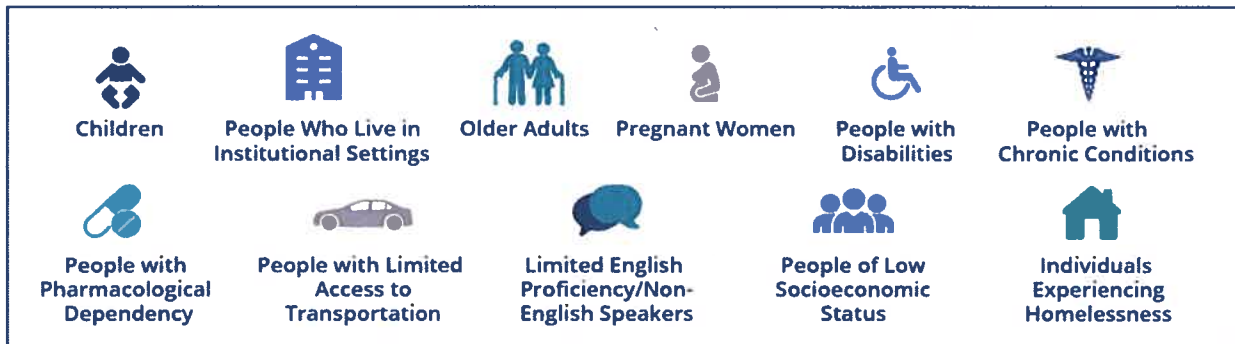 Children
People Who Live in
Institutional Settings
Older Adults
Pregnant Women
People with
Disabilities
People with
Chronic Conditions
People with
Pharmacological
Dependency
People with Limited
Access to
Transportation
Limited English
Proficiency/Non-
English Speakers
People of Low
Socioeconomic
Status
Individuals
Experiencing
Homelessness